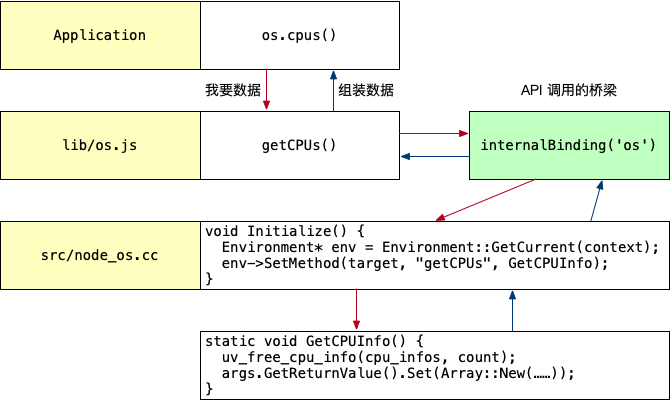 Application
os.cpus()
我要数据
组装数据
API 调用的桥梁
lib/os.js
getCPUs()
internalBinding('os')
src/node_os.cc
void Initialize() {
  Environment* env = Environment::GetCurrent(context);
  env->SetMethod(target, "getCPUs", GetCPUInfo);
}
static void GetCPUInfo() {
  uv_free_cpu_info(cpu_infos, count);
  args.GetReturnValue().Set(Array::New(……));
}